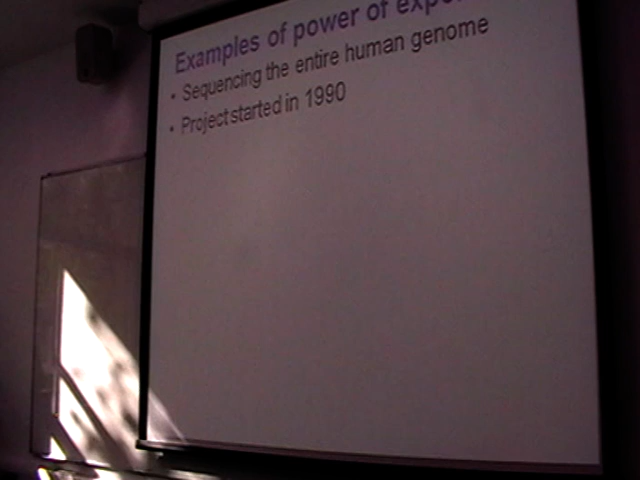 Examples of power of
• Sequencing the entire human genome
• Project started in 1990